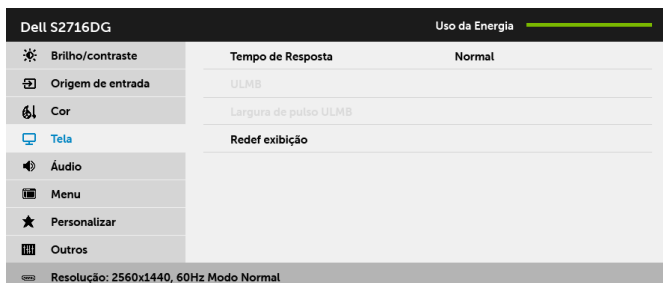 Dell S2716DG Uso da Energia
Brilho/contraste Tempo de Resposta Normal
Origem de entrada ULMB
Cor Largura de pulso ULMB
Tela Redef exibição
Áudio
Menu
Personalizar
Outros
Resolução: 2560x1440, 60Hz Modo Normal